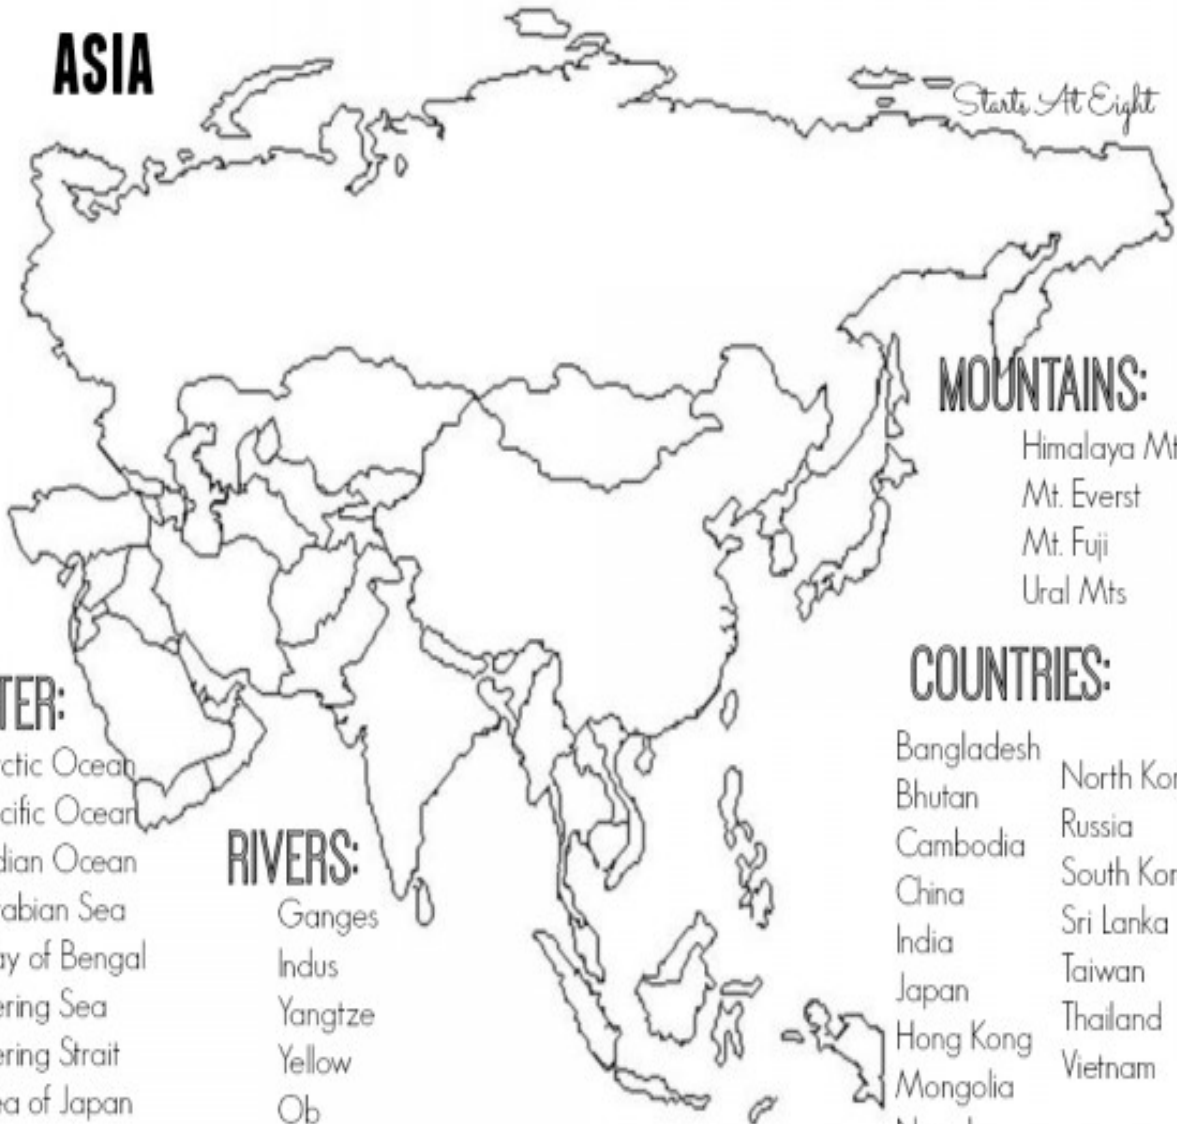 ASIA
Starts At Eight
MOUNTAINS:
Himalaya Mt
Mt. Everst
Mt. Fuji
Ural Mts
COUNTRIES:
Bangladesh
Bhutan
Cambodia
China
India
Japan
Hong Kong
Mongolia
North Kor
Russia
South Kor
Sri Lanka
Taiwan
Thailand
Vietnam
TER:
ctic Ocean
cific Ocean
dian Ocean
abian Sea
ay of Bengal
ering Sea
ering Strait
ea of Japan
RIVERS:
Ganges
Indus
Yangtze
Yellow
Ob